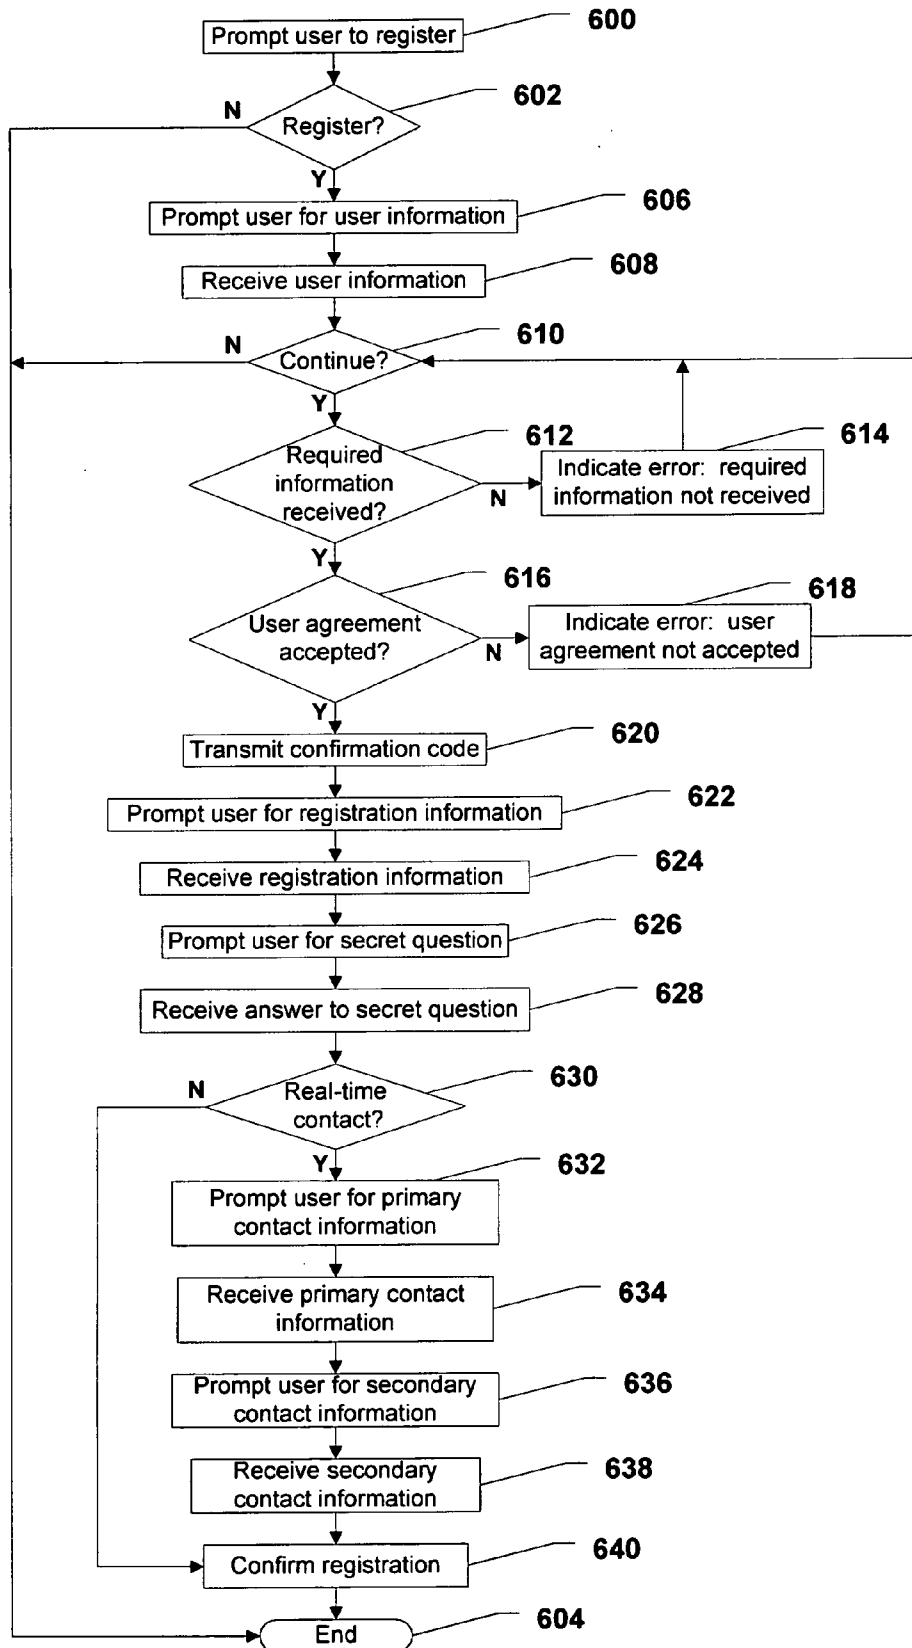 600
Prompt user to register
602
N
Register?
Y
606
Prompt user for user information
608
Receive user information
610
N
Continue?
Y
612
614
Required
information
received?
N
Indicate error: required
information not received
Y
616
618
User agreement
accepted?
N
Indicate error: user
agreement not accepted
Y
620
Transmit confirmation code
622
Prompt user for registration information
624
Receive registration information
626
Prompt user for secret question
628
Receive answer to secret question
630
N
Real-time
contact?
Y
632
Prompt user for primary
contact information
634
Receive primary contact
information
636
Prompt user for secondary
contact information
638
Receive secondary
contact information
640
Confirm registration
604
End